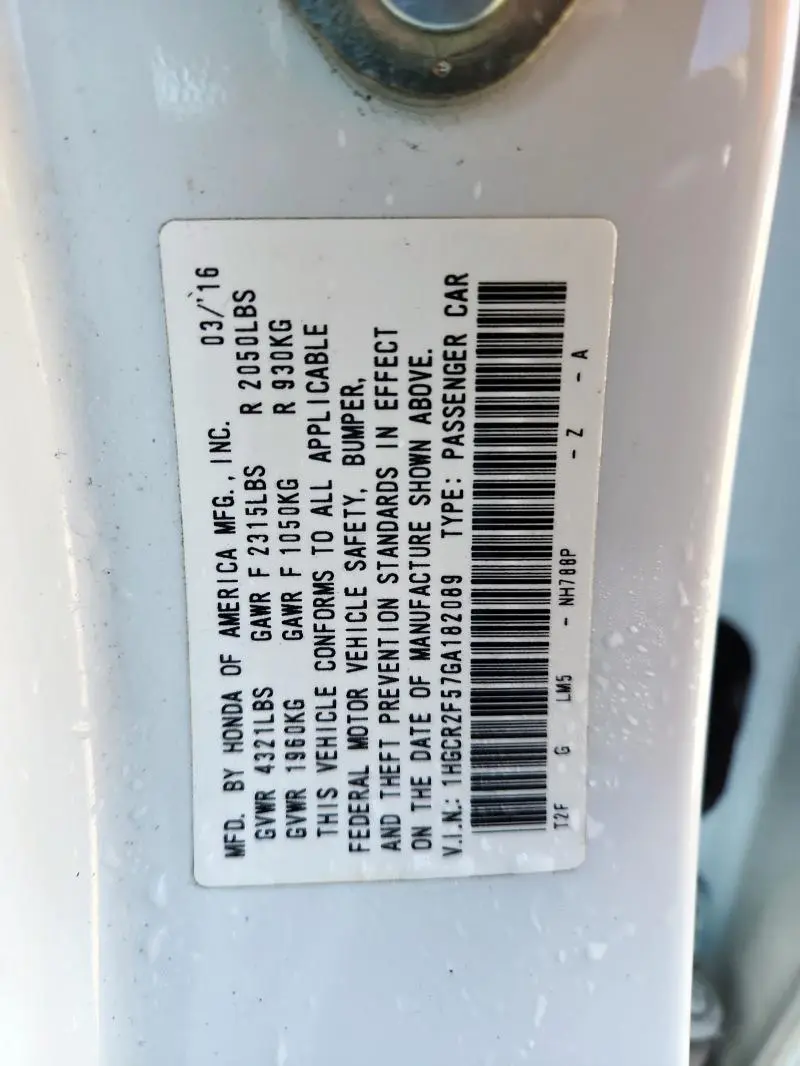 MFD. BY HONDA OF AMERICA MFG., INC. 03/'16
GVWR 4321LBS GAWR F 2315LBS R 2050LBS
GVWR 1960KG GAWR F 1050KG R 930KG
THIS VEHICLE CONFORMS TO ALL APPLICABLE
FEDERAL MOTOR VEHICLE SAFETY, BUMPER,
AND THEFT PREVENTION STANDARDS IN EFFECT
ON THE DATE OF MANUFACTURE SHOWN ABOVE.
V.I.N.: 1HGCR2F57GA182089 TYPE: PASSENGER CAR
T2F G LM5 - NH788P - Z - A